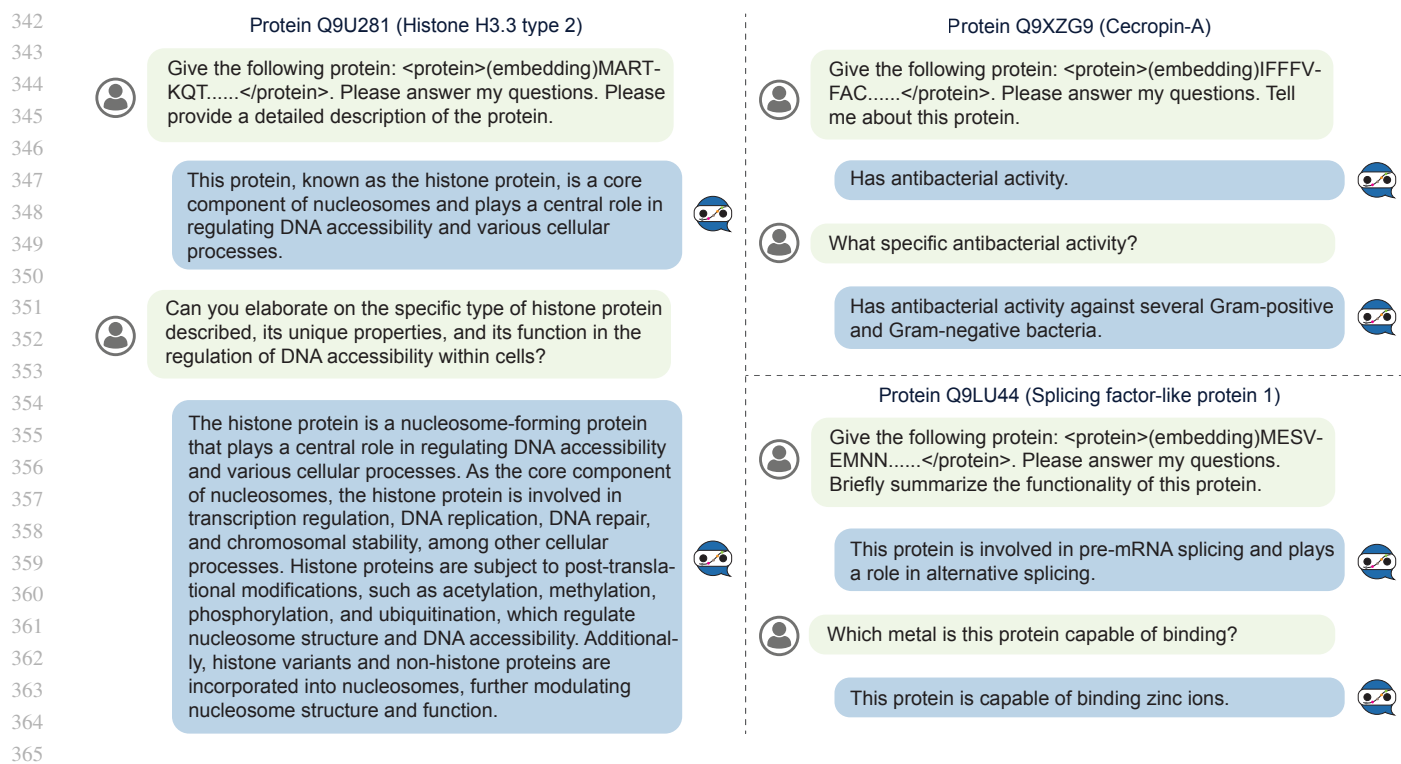 342
343
344
345
346
347
348
349
350
351
352
353
354
355
356
357
358
359
360
361
362
363
364
365
Protein Q9U281 (Histone H3.3 type 2)
Give the following protein: <protein>(embedding)MART-
KQT......</protein>. Please answer my questions. Please
provide a detailed description of the protein.
This protein, known as the histone protein, is a core
component of nucleosomes and plays a central role in
regulating DNA accessibility and various cellular
processes.
Can you elaborate on the specific type of histone protein
described, its unique properties, and its function in the
regulation of DNA accessibility within cells?
The histone protein is a nucleosome-forming protein
that plays a central role in regulating DNA accessibility
and various cellular processes. As the core component
of nucleosomes, the histone protein is involved in
transcription regulation, DNA replication, DNA repair,
and chromosomal stability, among other cellular
processes. Histone proteins are subject to post-transla-
tional modifications, such as acetylation, methylation,
phosphorylation, and ubiquitination, which regulate
nucleosome structure and DNA accessibility. Additional-
ly, histone variants and non-histone proteins are
incorporated into nucleosomes, further modulating
nucleosome structure and function.
Protein Q9XZG9 (Cecropin-A)
Give the following protein: <protein>(embedding)IFFFV-
FAC......</protein>. Please answer my questions. Tell
me about this protein.
Has antibacterial activity.
What specific antibacterial activity?
Has antibacterial activity against several Gram-positive
and Gram-negative bacteria.
Protein Q9LU44 (Splicing factor-like protein 1)
Give the following protein: <protein>(embedding)MESV-
EMNN......</protein>. Please answer my questions.
Briefly summarize the functionality of this protein.
This protein is involved in pre-mRNA splicing and plays
a role in alternative splicing.
Which metal is this protein capable of binding?
This protein is capable of binding zinc ions.